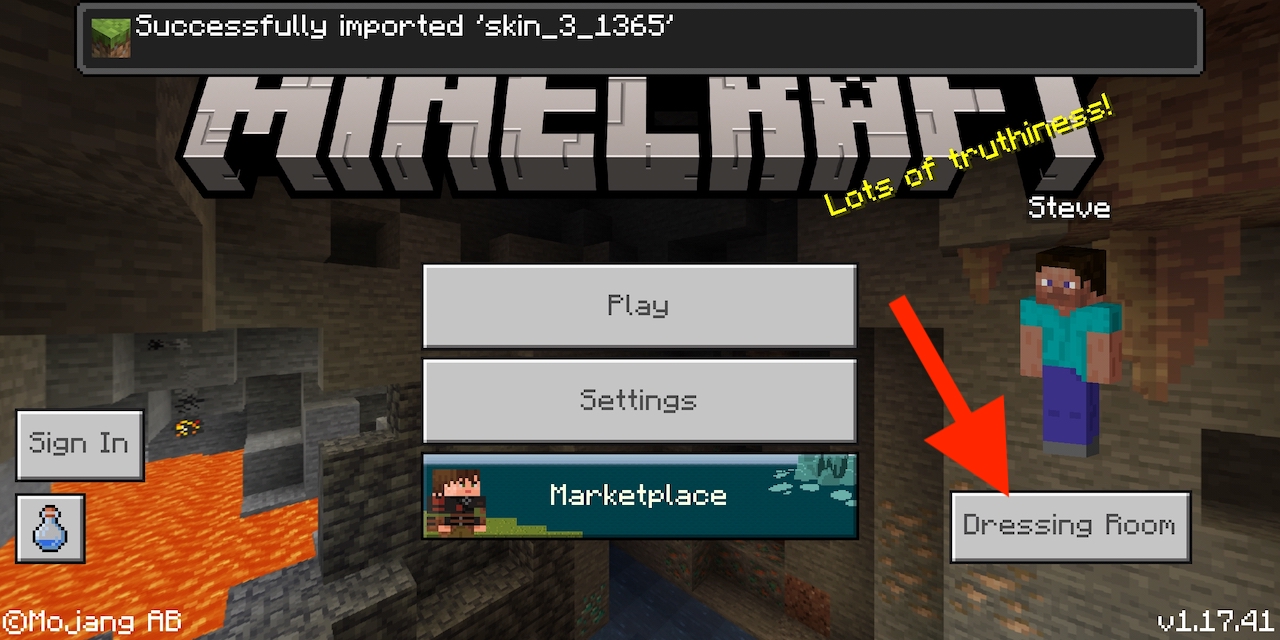 Successfully imported 'skin_3_1365'
MINECRAFT
Lots of truthiness!
Steve
Play
Settings
Sign In
Marketplace
Dressing Room
©Mojang AB
v1.17.41